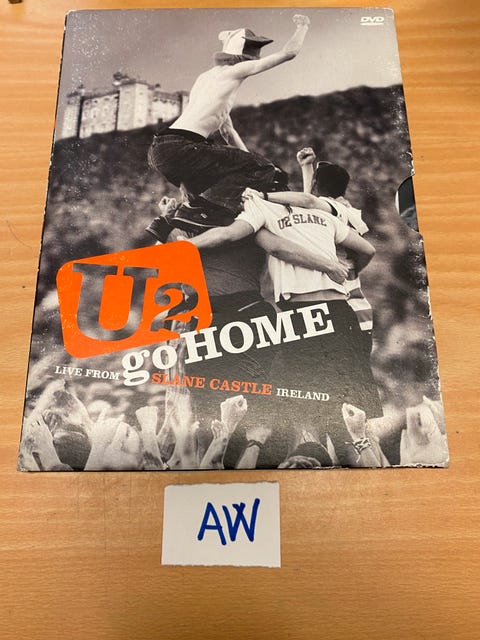 DVD
U2 SLANE
U2
go HOME
LIVE FROM SLANE CASTLE IRELAND
AW